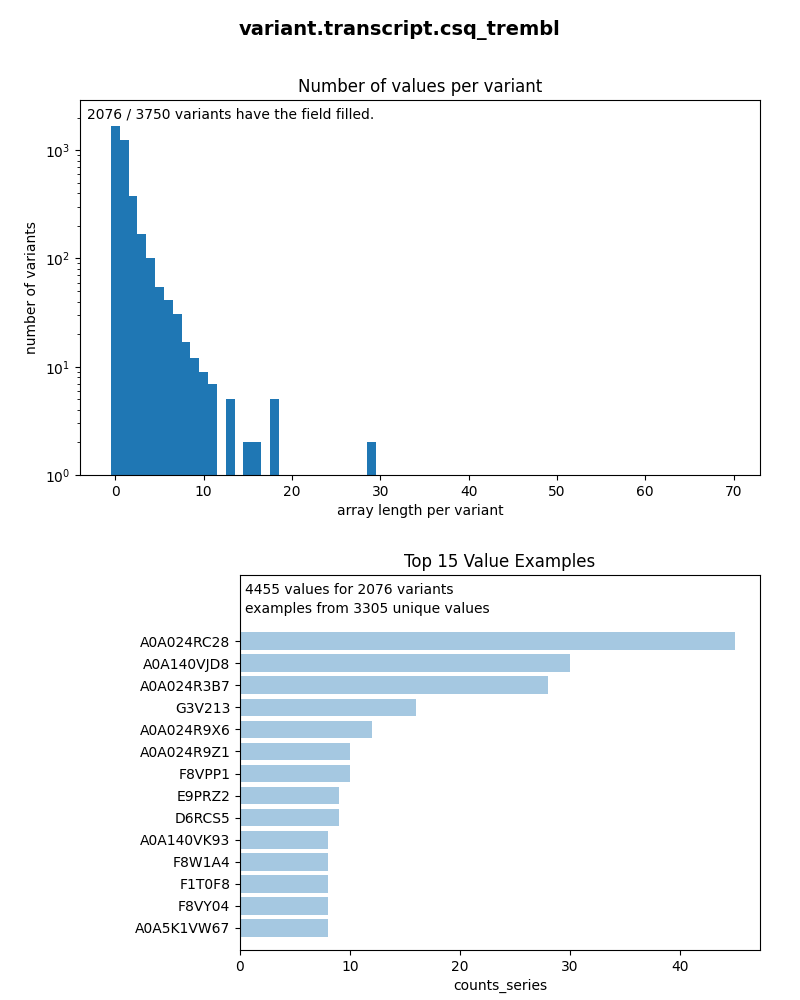 variant.transcript.csq_trembl
Number of values per variant
2076 / 3750 variants have the field filled.
10³
10²
10¹
10⁰
number of variants
0 10 20 30 40 50 60 70
array length per variant
Top 15 Value Examples
4455 values for 2076 variants
examples from 3305 unique values
A0A024RC28
A0A140VJD8
A0A024R3B7
G3V213
A0A024R9X6
A0A024R9Z1
F8VPP1
E9PRZ2
D6RCS5
A0A140VK93
F8W1A4
F1T0F8
F8VY04
A0A5K1VW67
0 10 20 30 40
counts_series